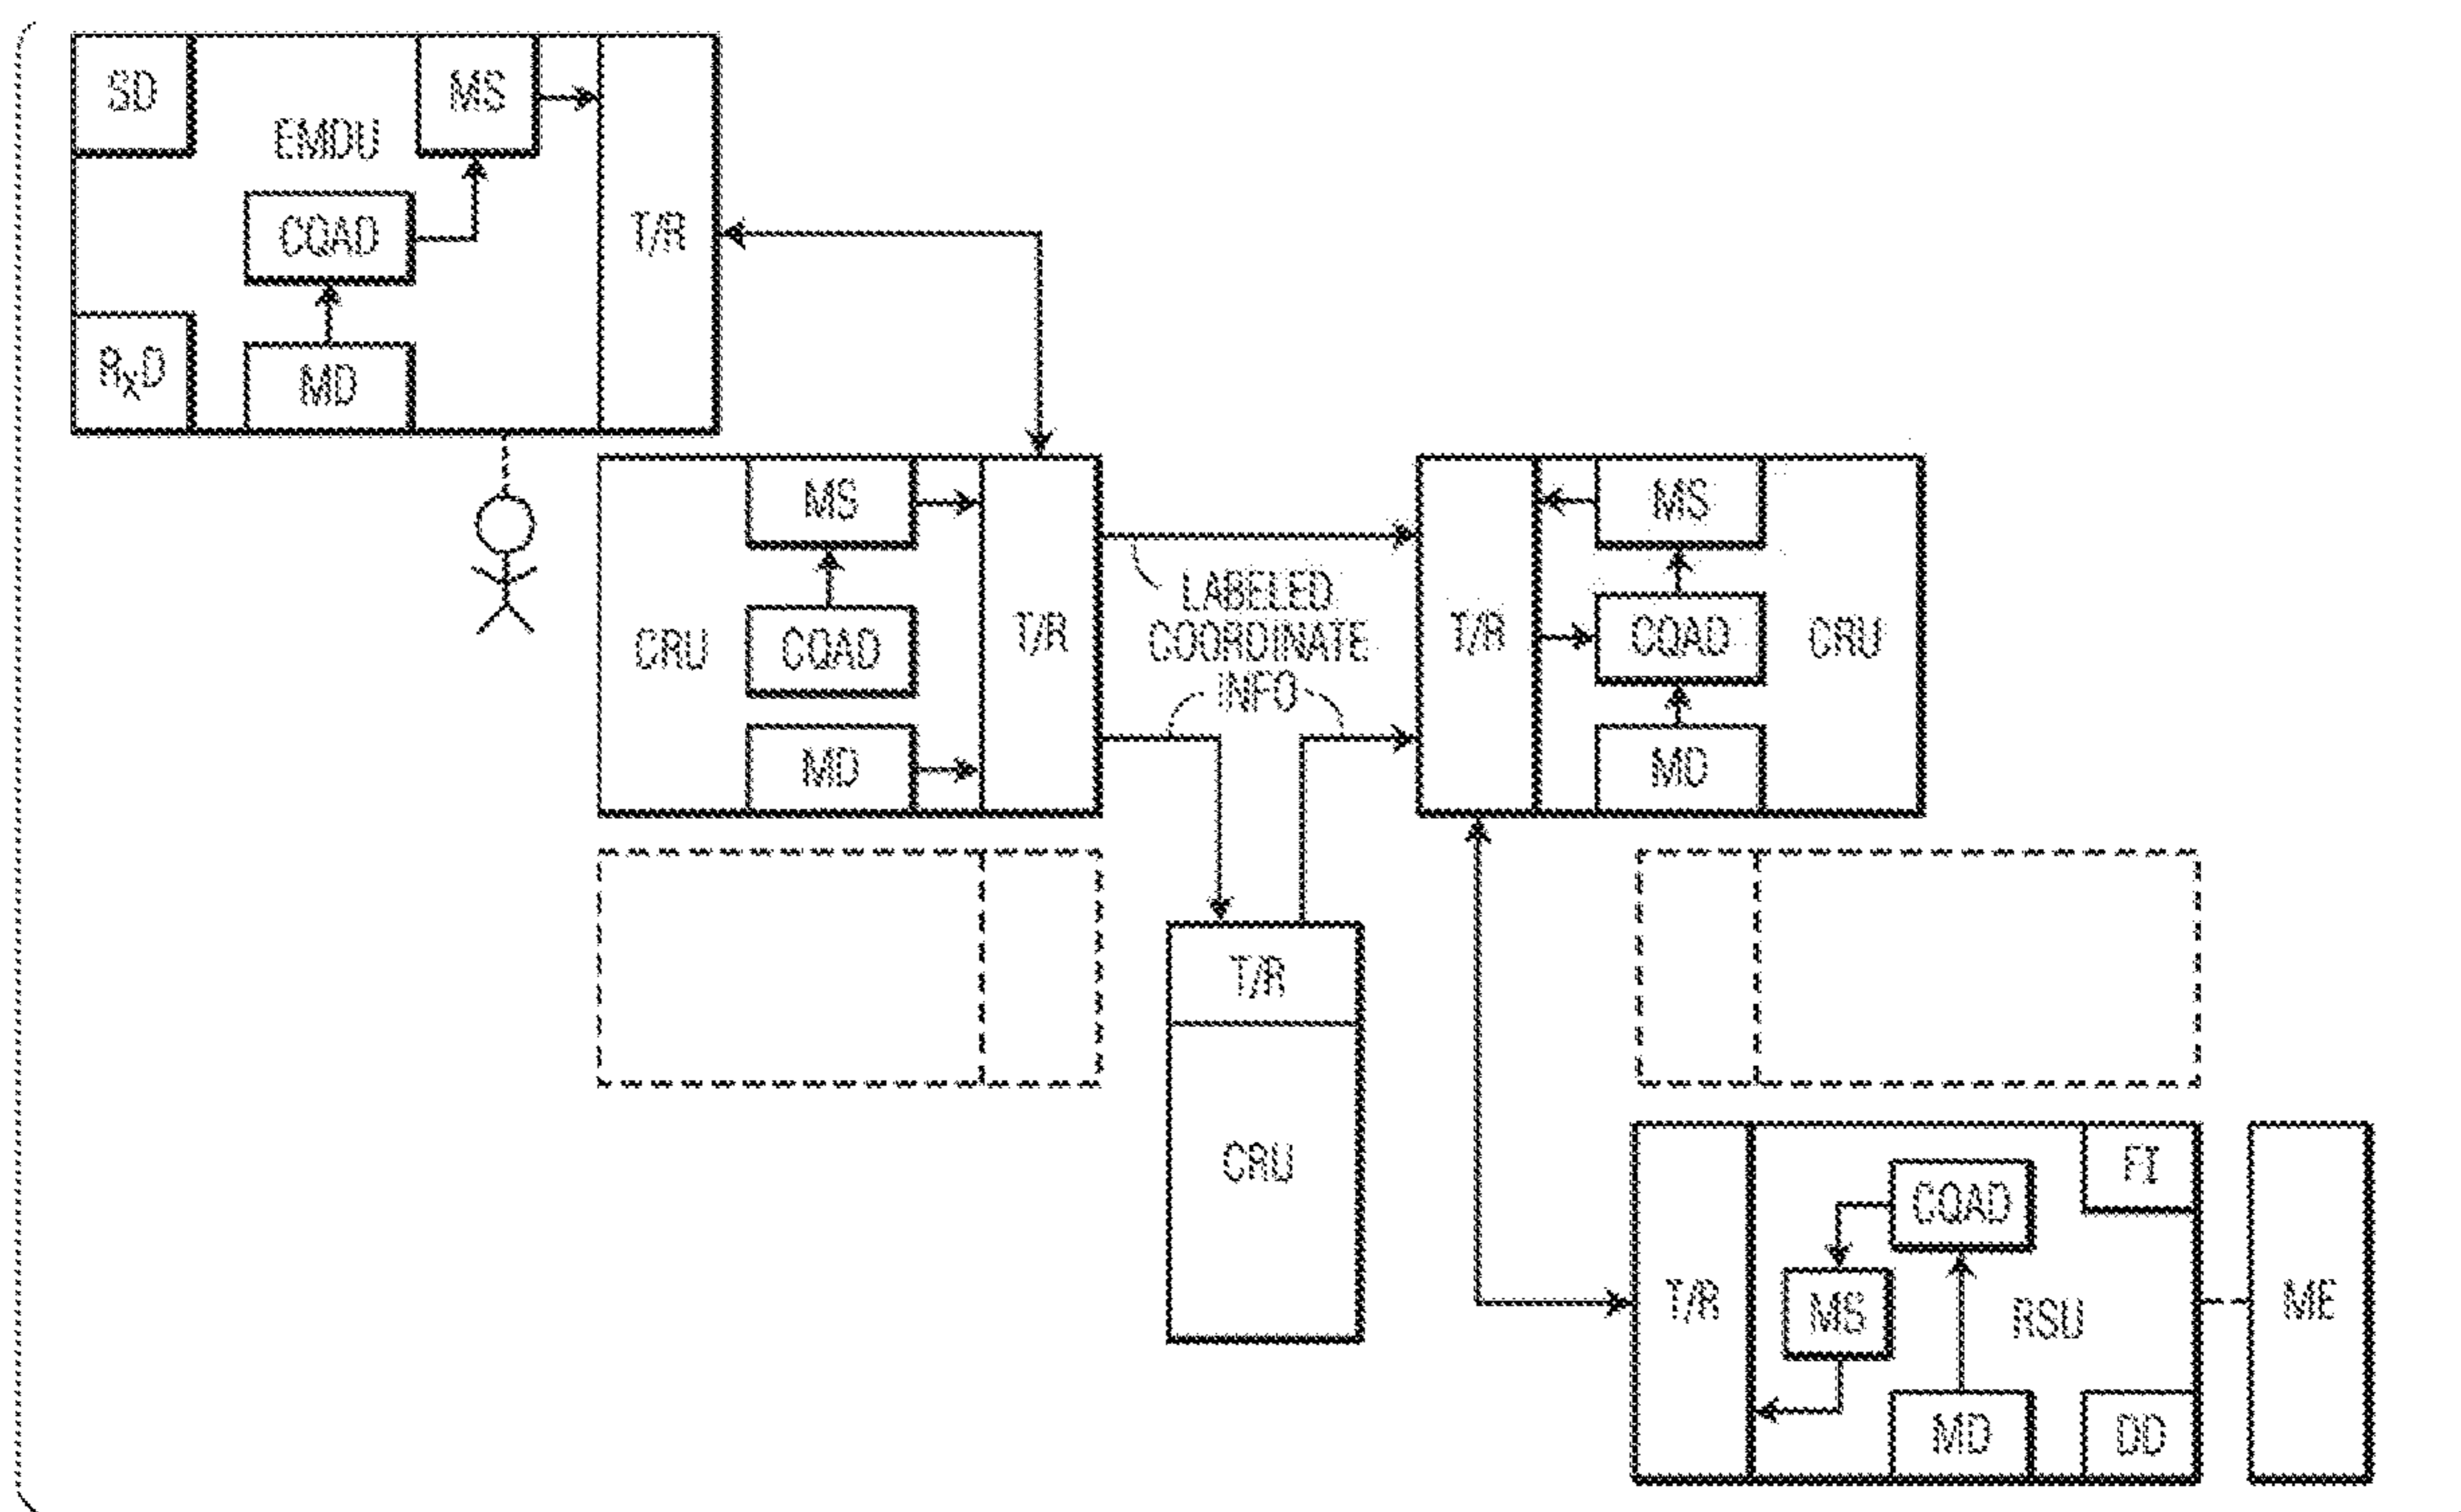 SD
MS
EMDU
CQAD
T/R
RXD
MD
MS
CRU
CQAD
T/R
MD
LABELED
COORDINATE
INFO
T/R
MS
CQAD
CRU
MD
T/R
CRU
T/R
CQAD
FI
MS
RSU
MD
DD
ME